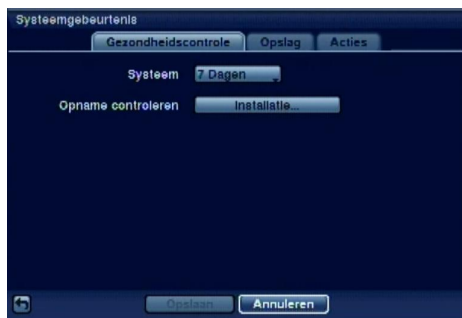 Systeemgebeurtenis
Gezondheidscontrole Opslag Acties
Systeem 7 Dagen
Opname controleren Installatie...
Opslaan Annuleren